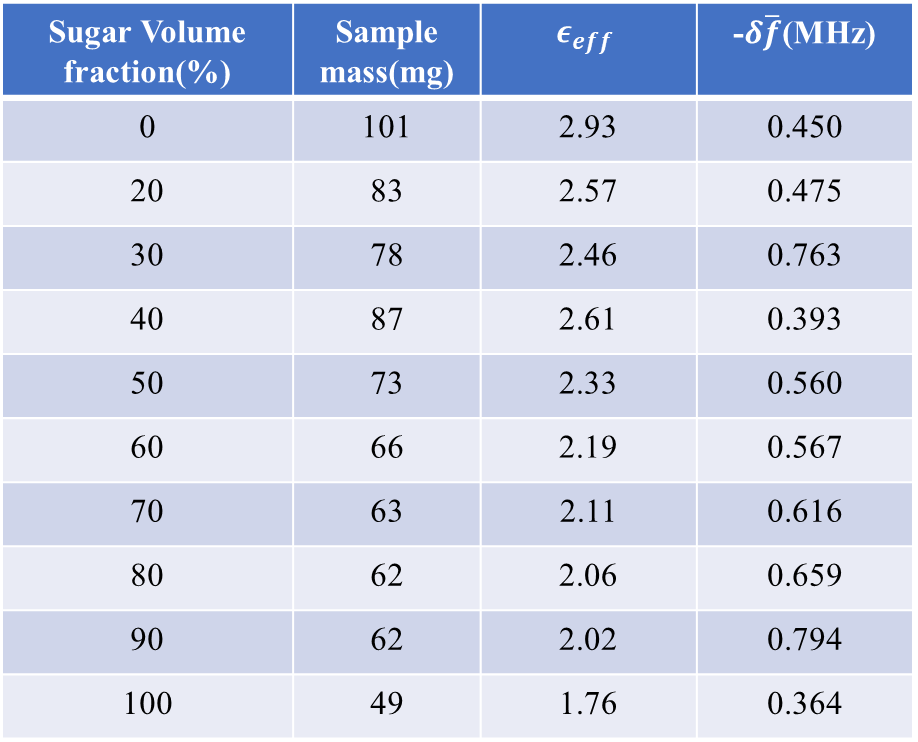 Sugar Volume fraction(%) Sample mass(mg) ϵ_eff -δf̄(MHz)
0 101 2.93 0.450
20 83 2.57 0.475
30 78 2.46 0.763
40 87 2.61 0.393
50 73 2.33 0.560
60 66 2.19 0.567
70 63 2.11 0.616
80 62 2.06 0.659
90 62 2.02 0.794
100 49 1.76 0.364